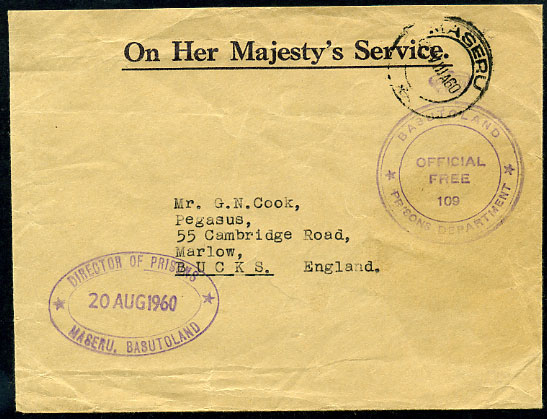 On Her Majesty's Service.
MASERU
BASUTOLAND
OFFICIAL
FREE
109
PRISONS DEPARTMENT
Mr. G.N.Cook,
Pegasus,
55 Cambridge Road,
Marlow,
B U C K S. England.
DIRECTOR OF PRISONS
20 AUG 1960
MASERU, BASUTOLAND